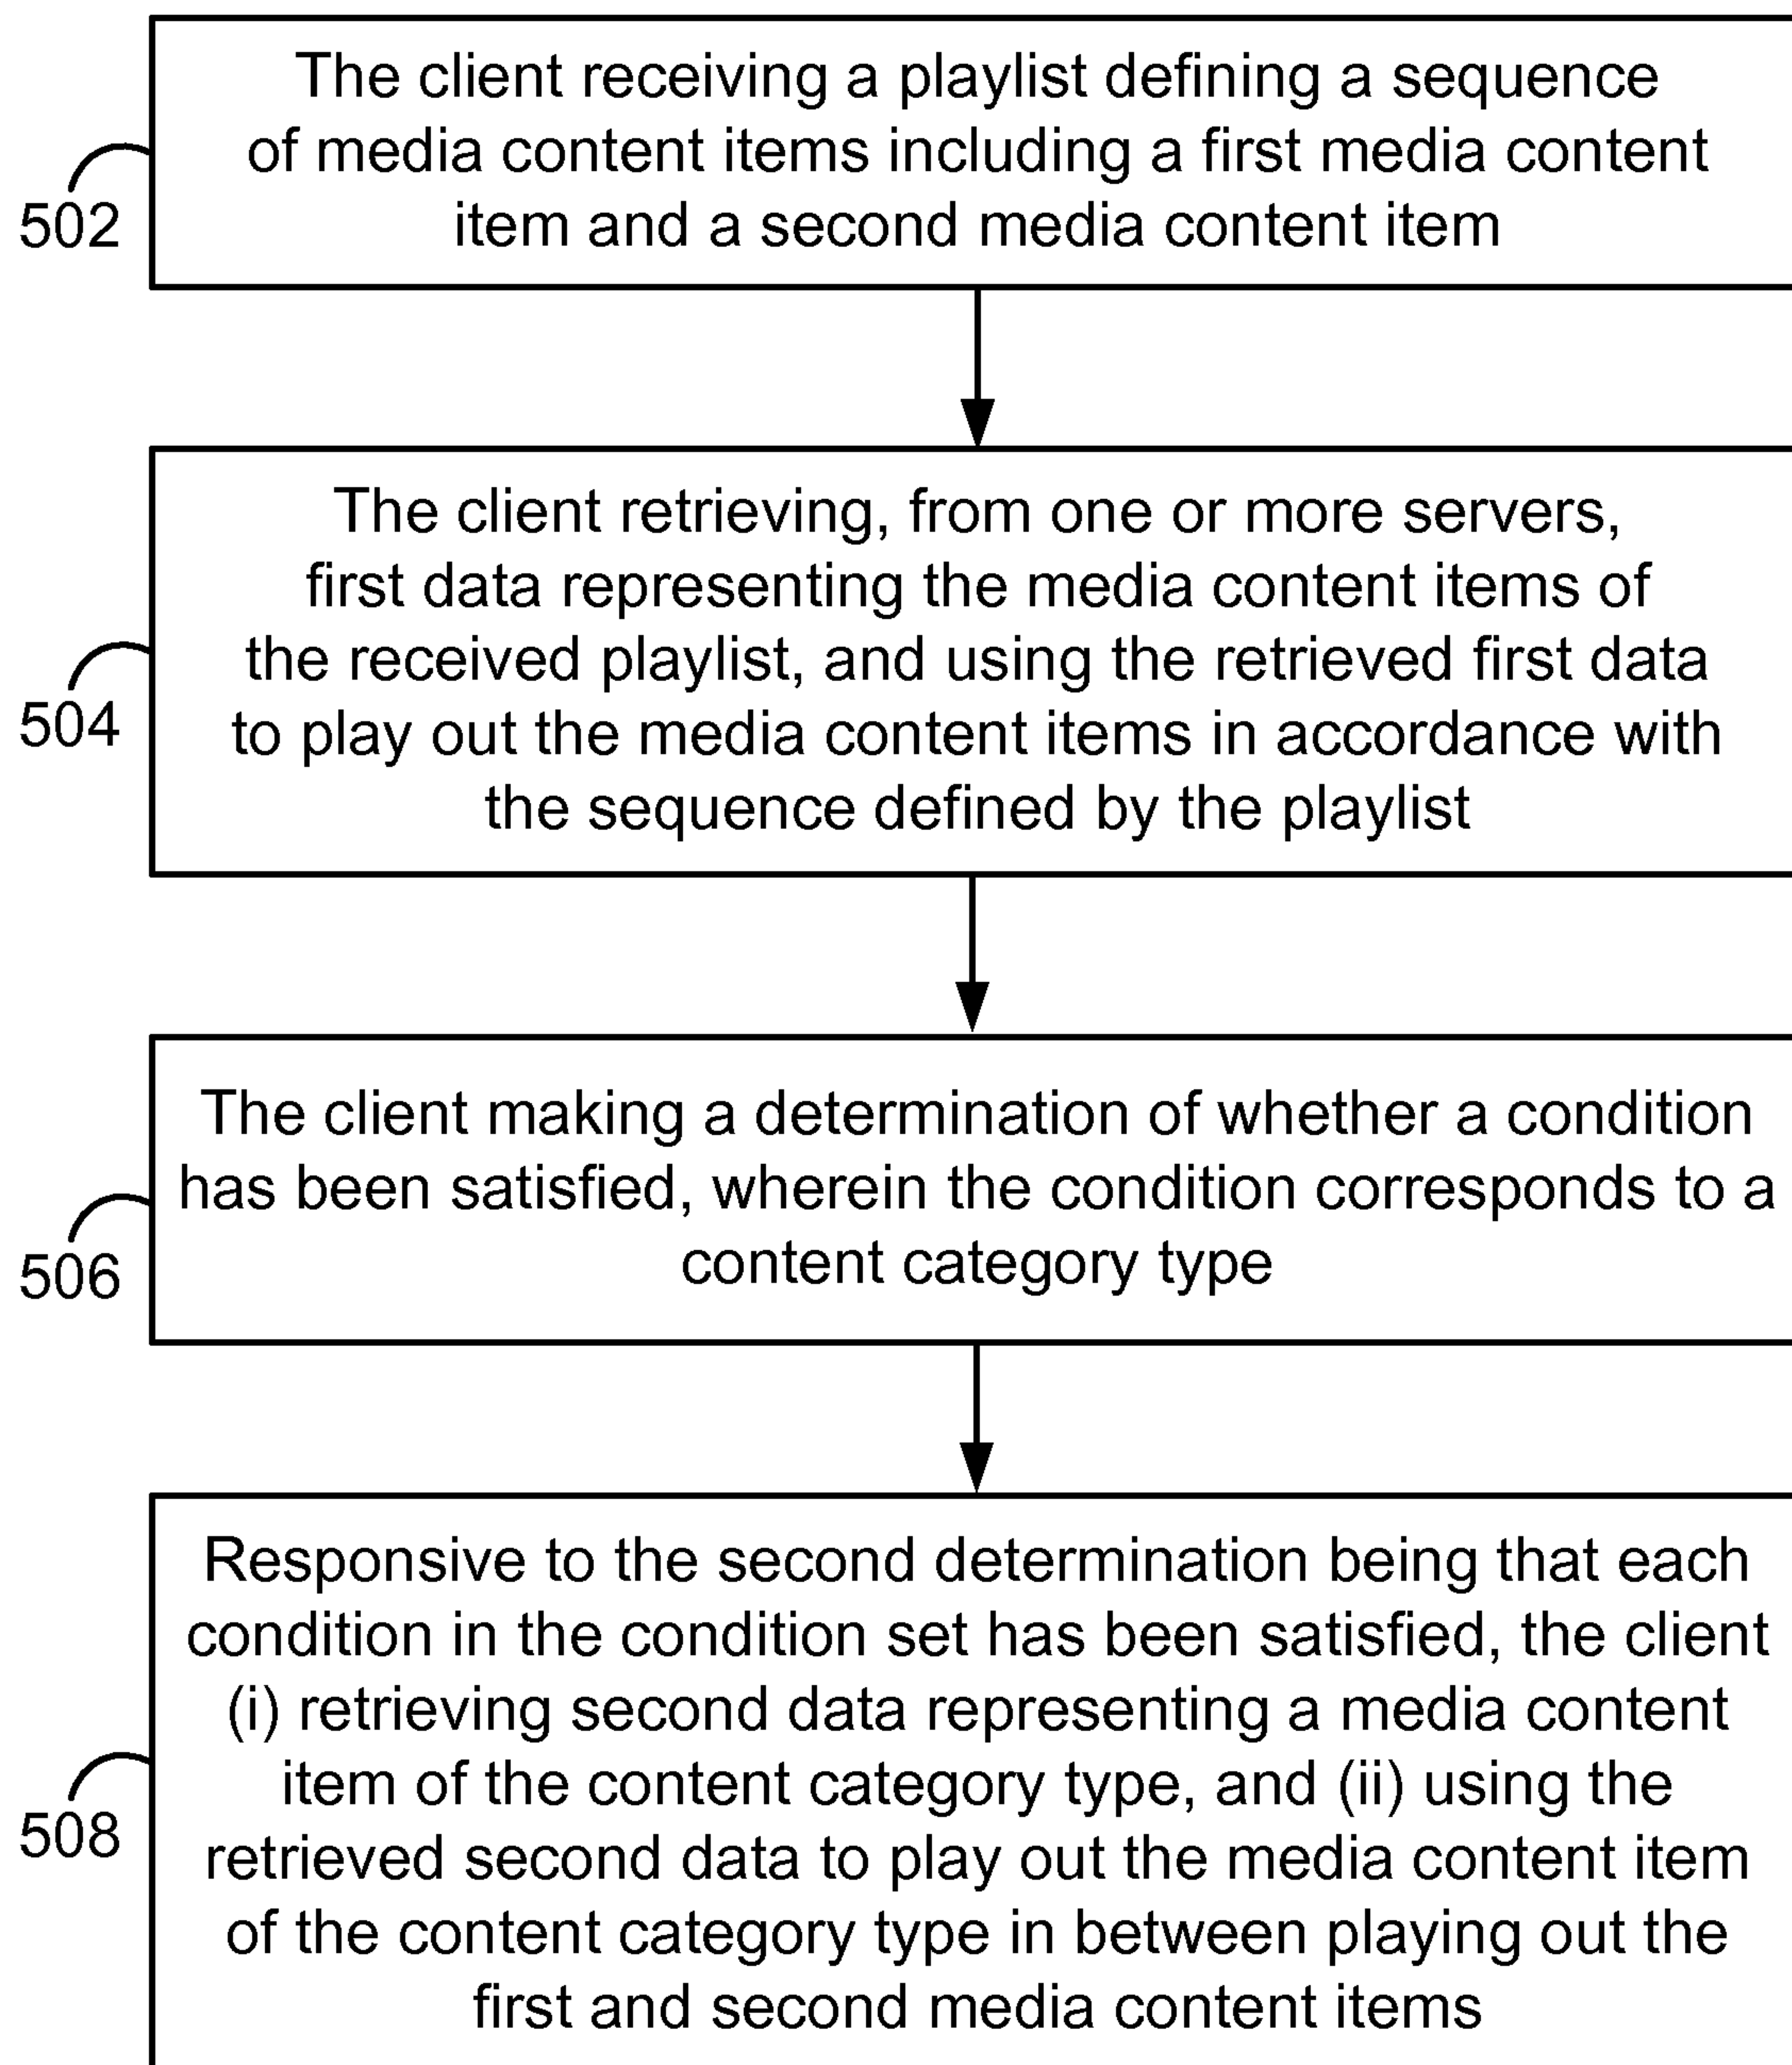 The client receiving a playlist defining a sequence
of media content items including a first media content
item and a second media content item
502
The client retrieving, from one or more servers,
first data representing the media content items of
the received playlist, and using the retrieved first data
to play out the media content items in accordance with
the sequence defined by the playlist
504
The client making a determination of whether a condition
has been satisfied, wherein the condition corresponds to a
content category type
506
Responsive to the second determination being that each
condition in the condition set has been satisfied, the client
(i) retrieving second data representing a media content
item of the content category type, and (ii) using the
retrieved second data to play out the media content item
of the content category type in between playing out the
first and second media content items
508